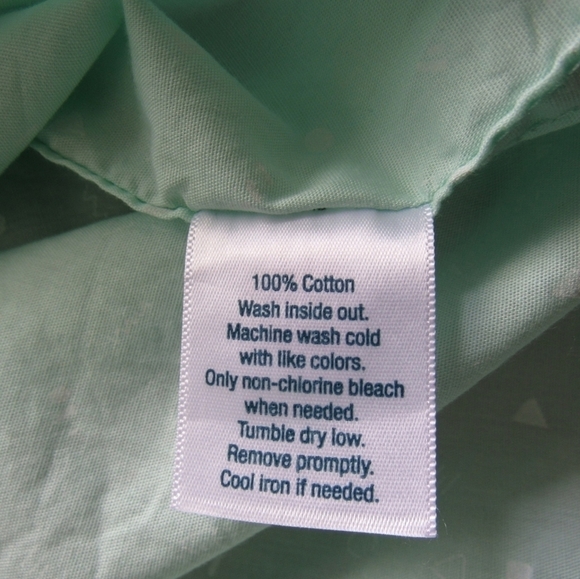 100% Cotton
Wash inside out.
Machine wash cold
with like colors.
Only non-chlorine bleach
when needed.
Tumble dry low.
Remove promptly.
Cool iron if needed.